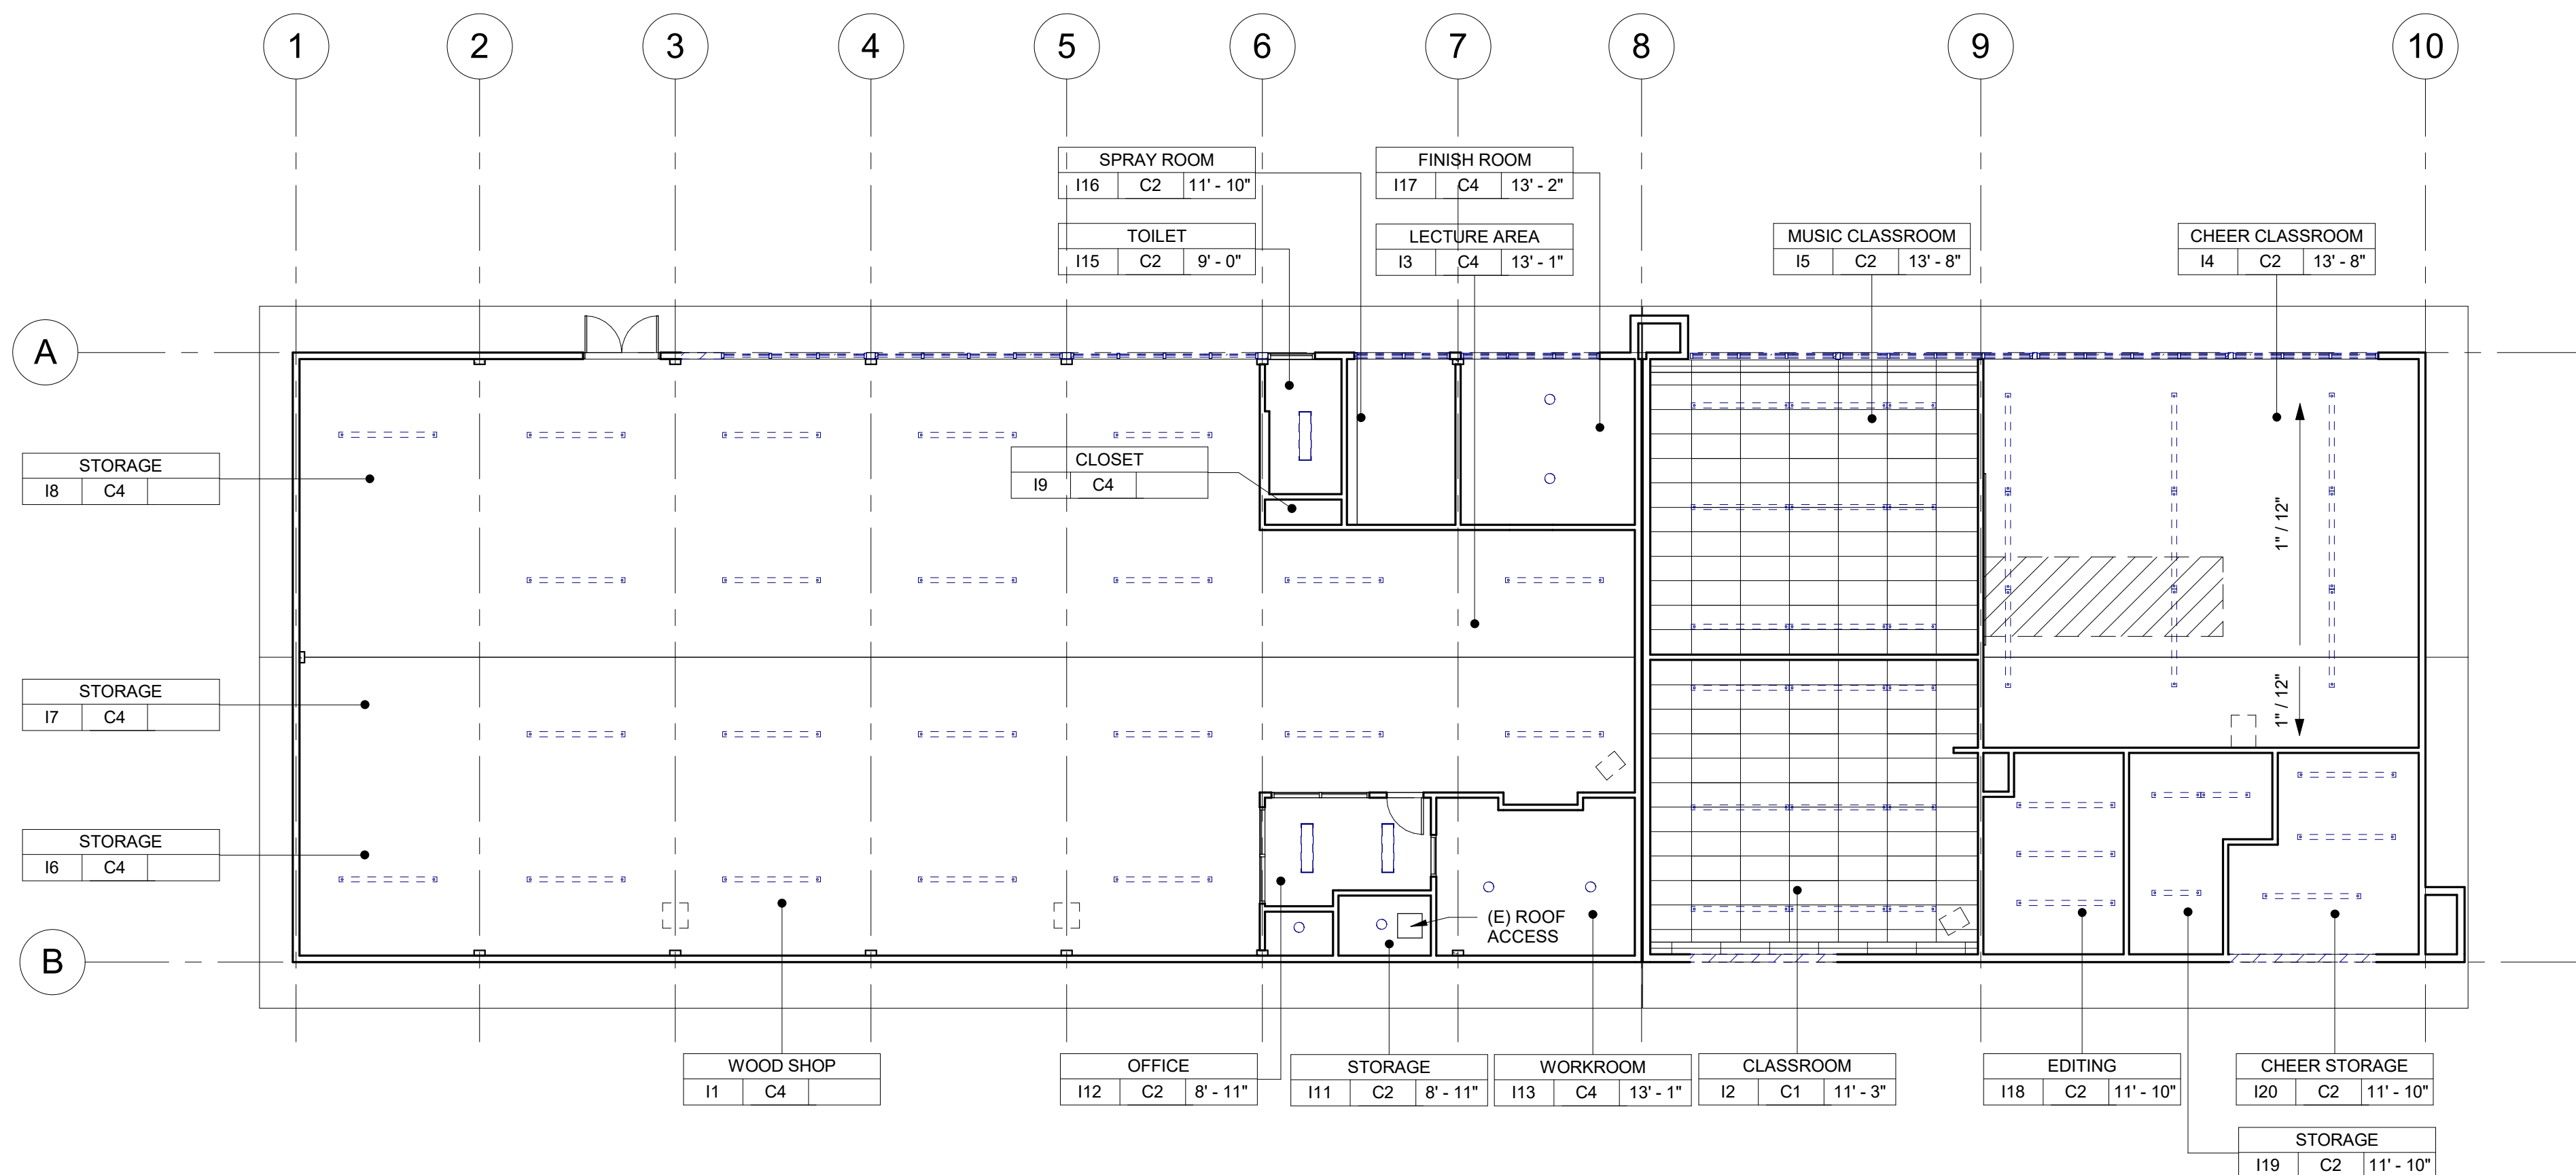 1 2 3 4 5 6 7 8 9 10
SPRAY ROOM
I16 C2 11' - 10"
FINISH ROOM
I17 C4 13' - 2"
TOILET
I15 C2 9' - 0"
LECTURE AREA
I3 C4 13' - 1"
MUSIC CLASSROOM
I5 C2 13' - 8"
CHEER CLASSROOM
I4 C2 13' - 8"
A
STORAGE
I8 C4
CLOSET
I9 C4
1" / 12"
STORAGE
I7 C4
1" / 12"
STORAGE
I6 C4
(E) ROOF
ACCESS
B
WOOD SHOP
I1 C4
OFFICE
I12 C2 8' - 11"
STORAGE
I11 C2 8' - 11"
WORKROOM
I13 C4 13' - 1"
CLASSROOM
I2 C1 11' - 3"
EDITING
I18 C2 11' - 10"
CHEER STORAGE
I20 C2 11' - 10"
STORAGE
I19 C2 11' - 10"